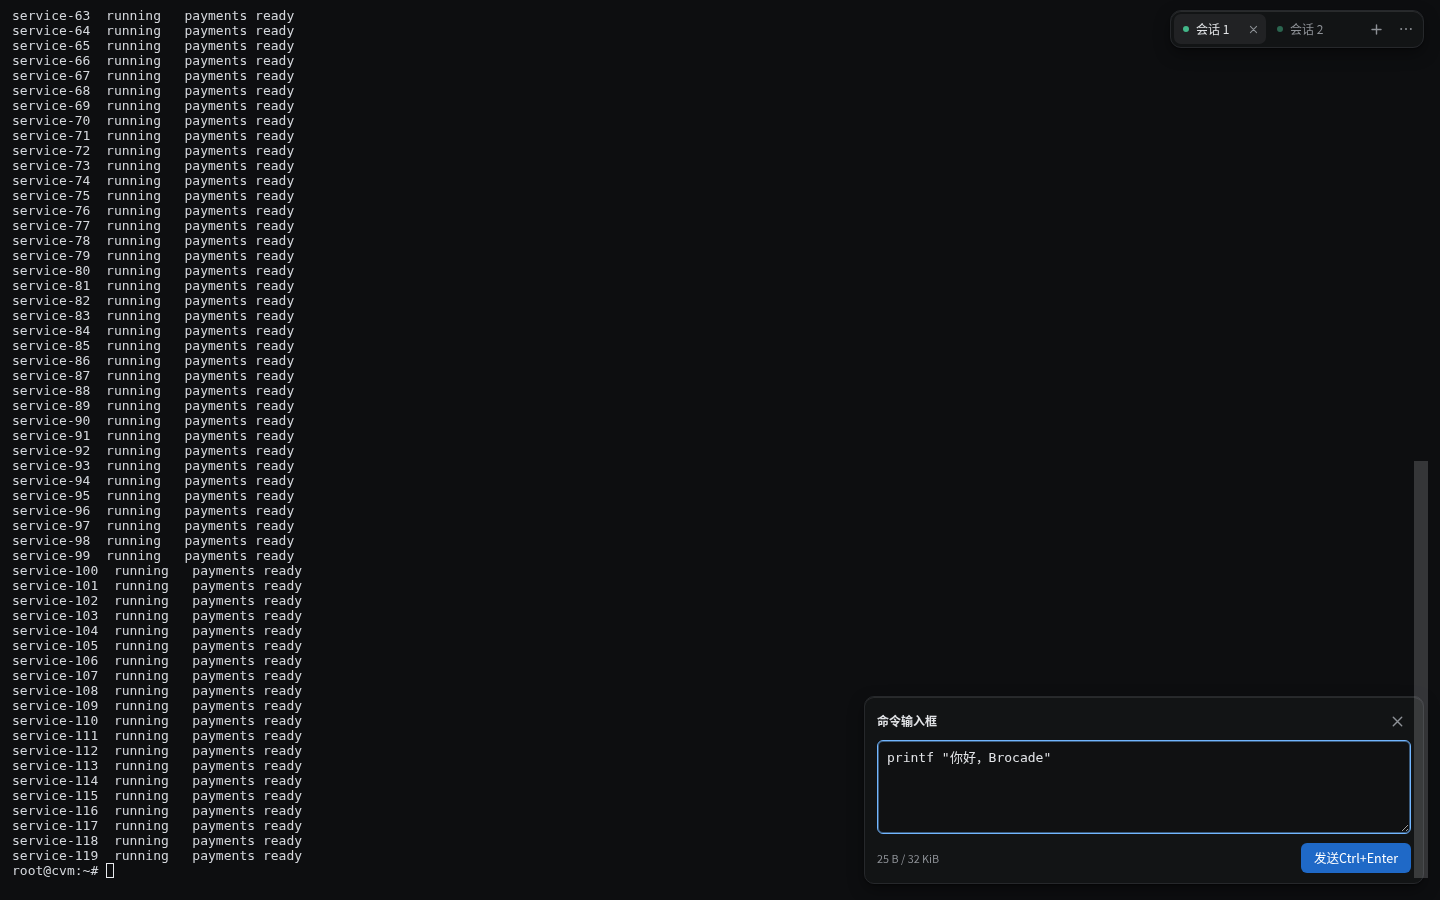 service-63  running   payments ready
service-64  running   payments ready
service-65  running   payments ready
service-66  running   payments ready
service-67  running   payments ready
service-68  running   payments ready
service-69  running   payments ready
service-70  running   payments ready
service-71  running   payments ready
service-72  running   payments ready
service-73  running   payments ready
service-74  running   payments ready
service-75  running   payments ready
service-76  running   payments ready
service-77  running   payments ready
service-78  running   payments ready
service-79  running   payments ready
service-80  running   payments ready
service-81  running   payments ready
service-82  running   payments ready
service-83  running   payments ready
service-84  running   payments ready
service-85  running   payments ready
service-86  running   payments ready
service-87  running   payments ready
service-88  running   payments ready
service-89  running   payments ready
service-90  running   payments ready
service-91  running   payments ready
service-92  running   payments ready
service-93  running   payments ready
service-94  running   payments ready
service-95  running   payments ready
service-96  running   payments ready
service-97  running   payments ready
service-98  running   payments ready
service-99  running   payments ready
service-100  running   payments ready
service-101  running   payments ready
service-102  running   payments ready
service-103  running   payments ready
service-104  running   payments ready
service-105  running   payments ready
service-106  running   payments ready
service-107  running   payments ready
service-108  running   payments ready
service-109  running   payments ready
service-110  running   payments ready
service-111  running   payments ready
service-112  running   payments ready
service-113  running   payments ready
service-114  running   payments ready
service-115  running   payments ready
service-116  running   payments ready
service-117  running   payments ready
service-118  running   payments ready
service-119  running   payments ready
root@cvm:~#
会话 1
会话 2
命令输入框
printf "你好，Brocade"
25 B / 32 KiB
发送Ctrl+Enter